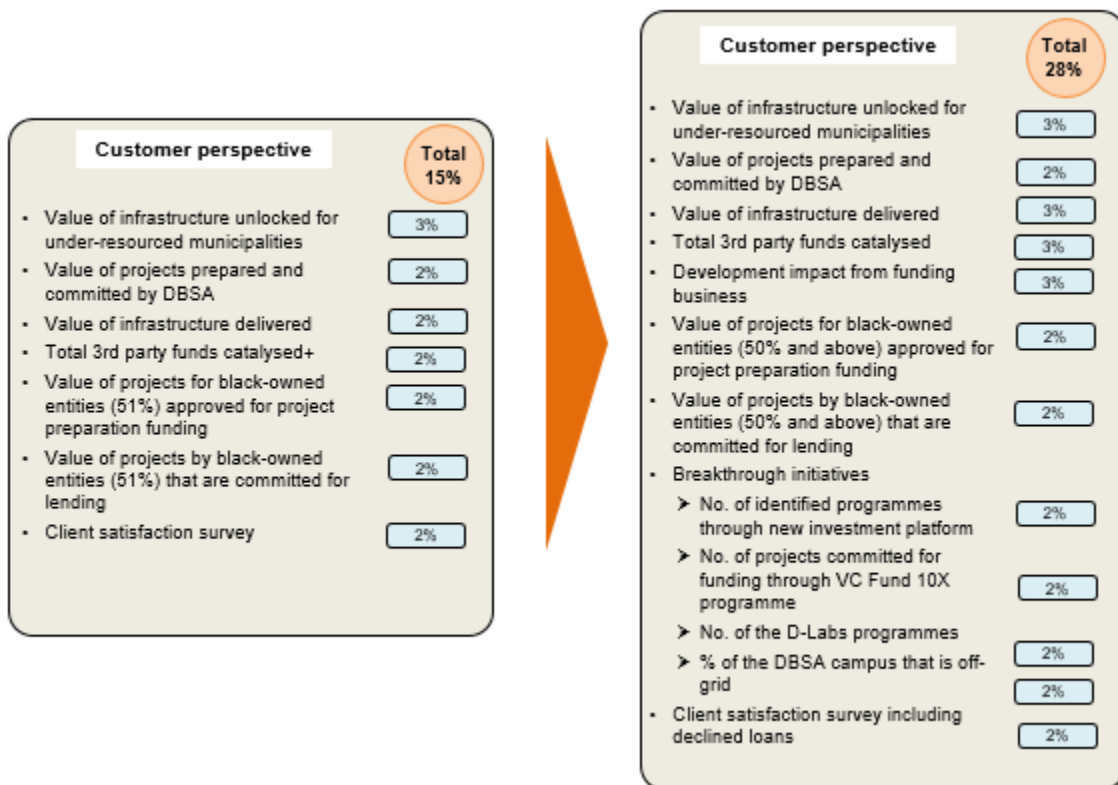 Customer perspective
Total
15%
▪ Value of infrastructure unlocked for
under-resourced municipalities
3%
▪ Value of projects prepared and
committed by DBSA
2%
▪ Value of infrastructure delivered
2%
▪ Total 3rd party funds catalysed+
2%
▪ Value of projects for black-owned
entities (51%) approved for project
preparation funding
2%
▪ Value of projects by black-owned
entities (51%) that are committed for
lending
2%
▪ Client satisfaction survey
2%
Customer perspective
Total
28%
▪ Value of infrastructure unlocked for
under-resourced municipalities
3%
▪ Value of projects prepared and
committed by DBSA
2%
▪ Value of infrastructure delivered
3%
▪ Total 3rd party funds catalysed
3%
▪ Development impact from funding
business
3%
▪ Value of projects for black-owned
entities (50% and above) approved for
project preparation funding
2%
▪ Value of projects by black-owned
entities (50% and above) that are
committed for lending
2%
▪ Breakthrough initiatives
➤ No. of identified programmes
through new investment platform
2%
➤ No. of projects committed for
funding through VC Fund 10X
programme
2%
➤ No. of the D-Labs programmes
2%
➤ % of the DBSA campus that is off-
grid
2%
▪ Client satisfaction survey including
declined loans
2%